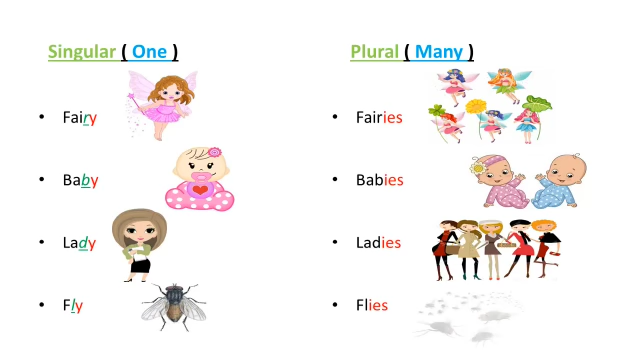 Singular ( One )
• Fairy
• Baby
• Lady
• Fly
Plural ( Many )
• Fairies
• Babies
• Ladies
• Flies